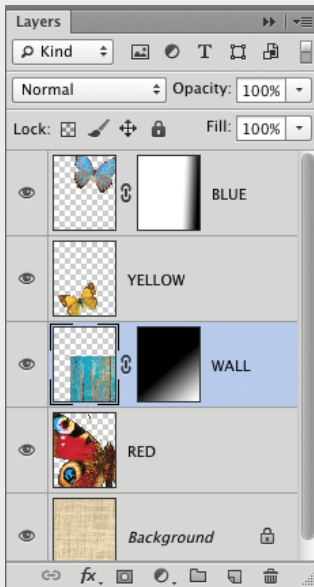 Layers
Kind T
Normal Opacity: 100%
Lock: Fill: 100%
BLUE
YELLOW
WALL
RED
Background
fx